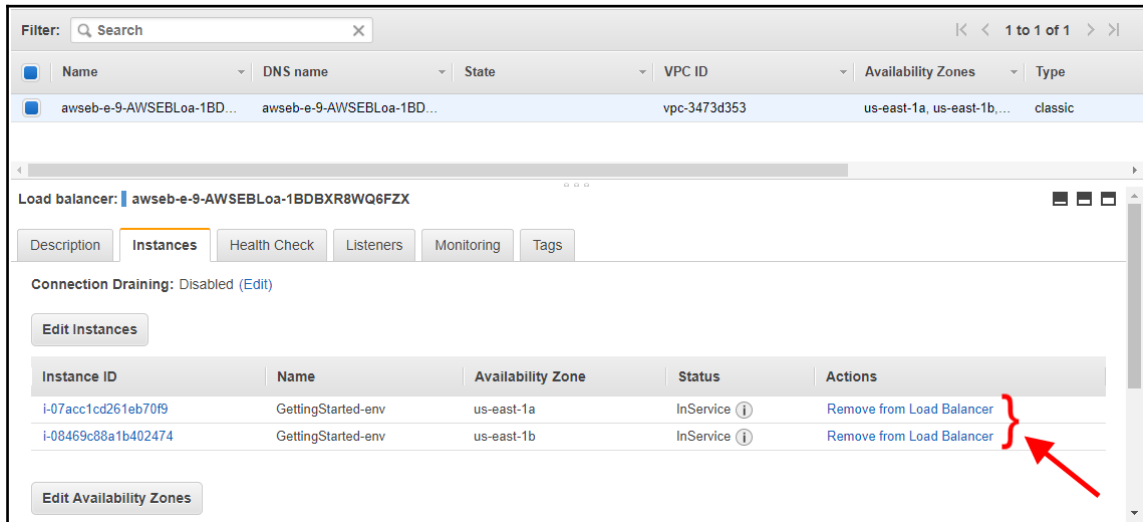 Filter: Search 1 to 1 of 1
Name DNS name State VPC ID Availability Zones Type
awseb-e-9-AWSEBLoa-1BD... awseb-e-9-AWSEBLoa-1BD... vpc-3473d353 us-east-1a, us-east-1b,... classic
Load balancer: awseb-e-9-AWSEBLoa-1BDBXR8WQ6FZX
Description Instances Health Check Listeners Monitoring Tags
Connection Draining: Disabled (Edit)
Edit Instances
Instance ID Name Availability Zone Status Actions
i-07acc1cd261eb70f9 GettingStarted-env us-east-1a InService i Remove from Load Balancer
i-08469c88a1b402474 GettingStarted-env us-east-1b InService i Remove from Load Balancer
Edit Availability Zones